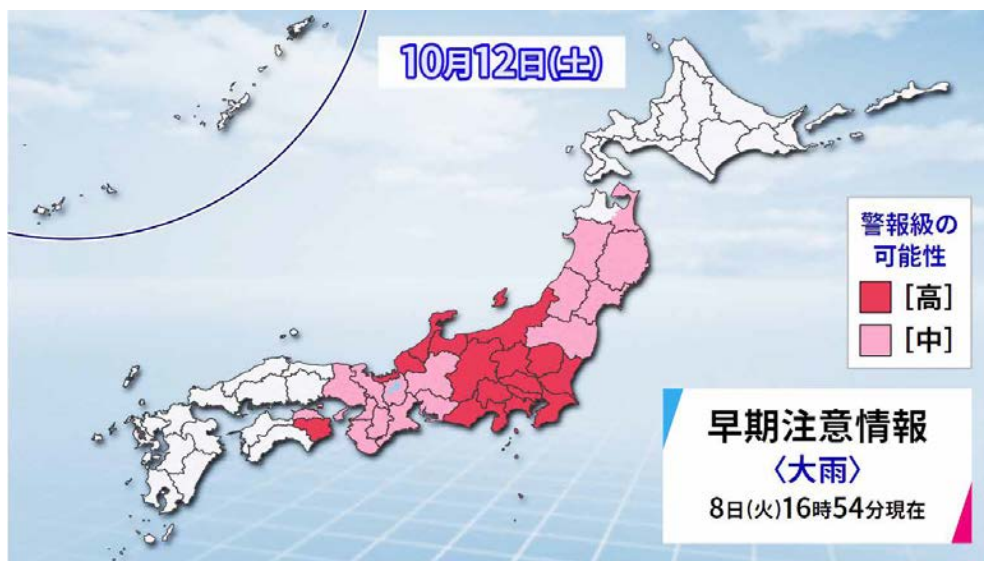 10月12日(土)
警報級の
可能性
[高]
[中]
早期注意情報
〈大雨〉
8日(火)16時54分現在